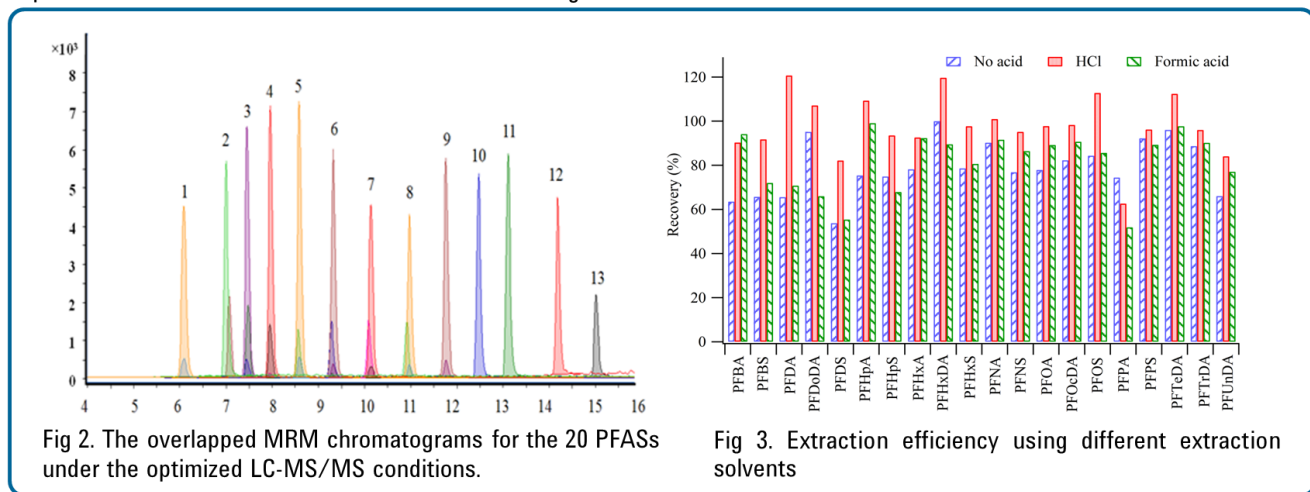 ×10³
8
7
6
5
4
3
2
1
0
1
2
3
4
5
6
7
8
9
10
11
12
13
4 5 6 7 8 9 10 11 12 13 14 15 16
Fig 2. The overlapped MRM chromatograms for the 20 PFASs
under the optimized LC-MS/MS conditions.
No acid HCl Formic acid
Recovery (%)
120
100
80
60
40
20
0
PFBA
PFBS
PFDA
PFDoDA
PFDS
PFHpA
PFHpS
PFHxA
PFHxDA
PFHxS
PFNA
PFNS
PFOA
PFOcDA
PFOS
PFPA
PFPS
PFTeDA
PFTrDA
PFUnDA
Fig 3. Extraction efficiency using different extraction
solvents